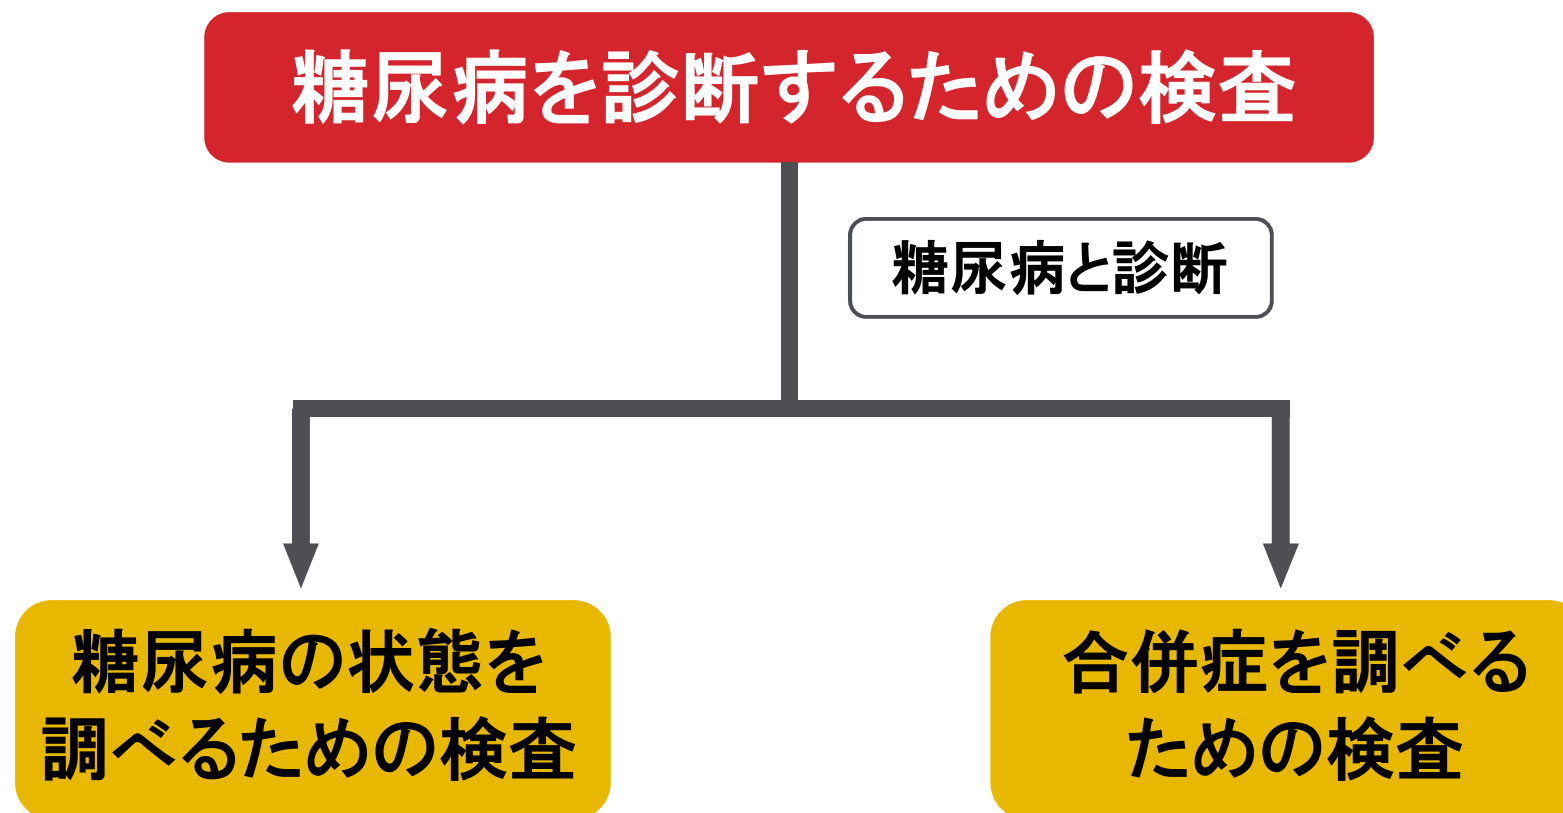 糖尿病を診断するための検査
糖尿病と診断
糖尿病の状態を
調べるための検査
合併症を調べる
ための検査